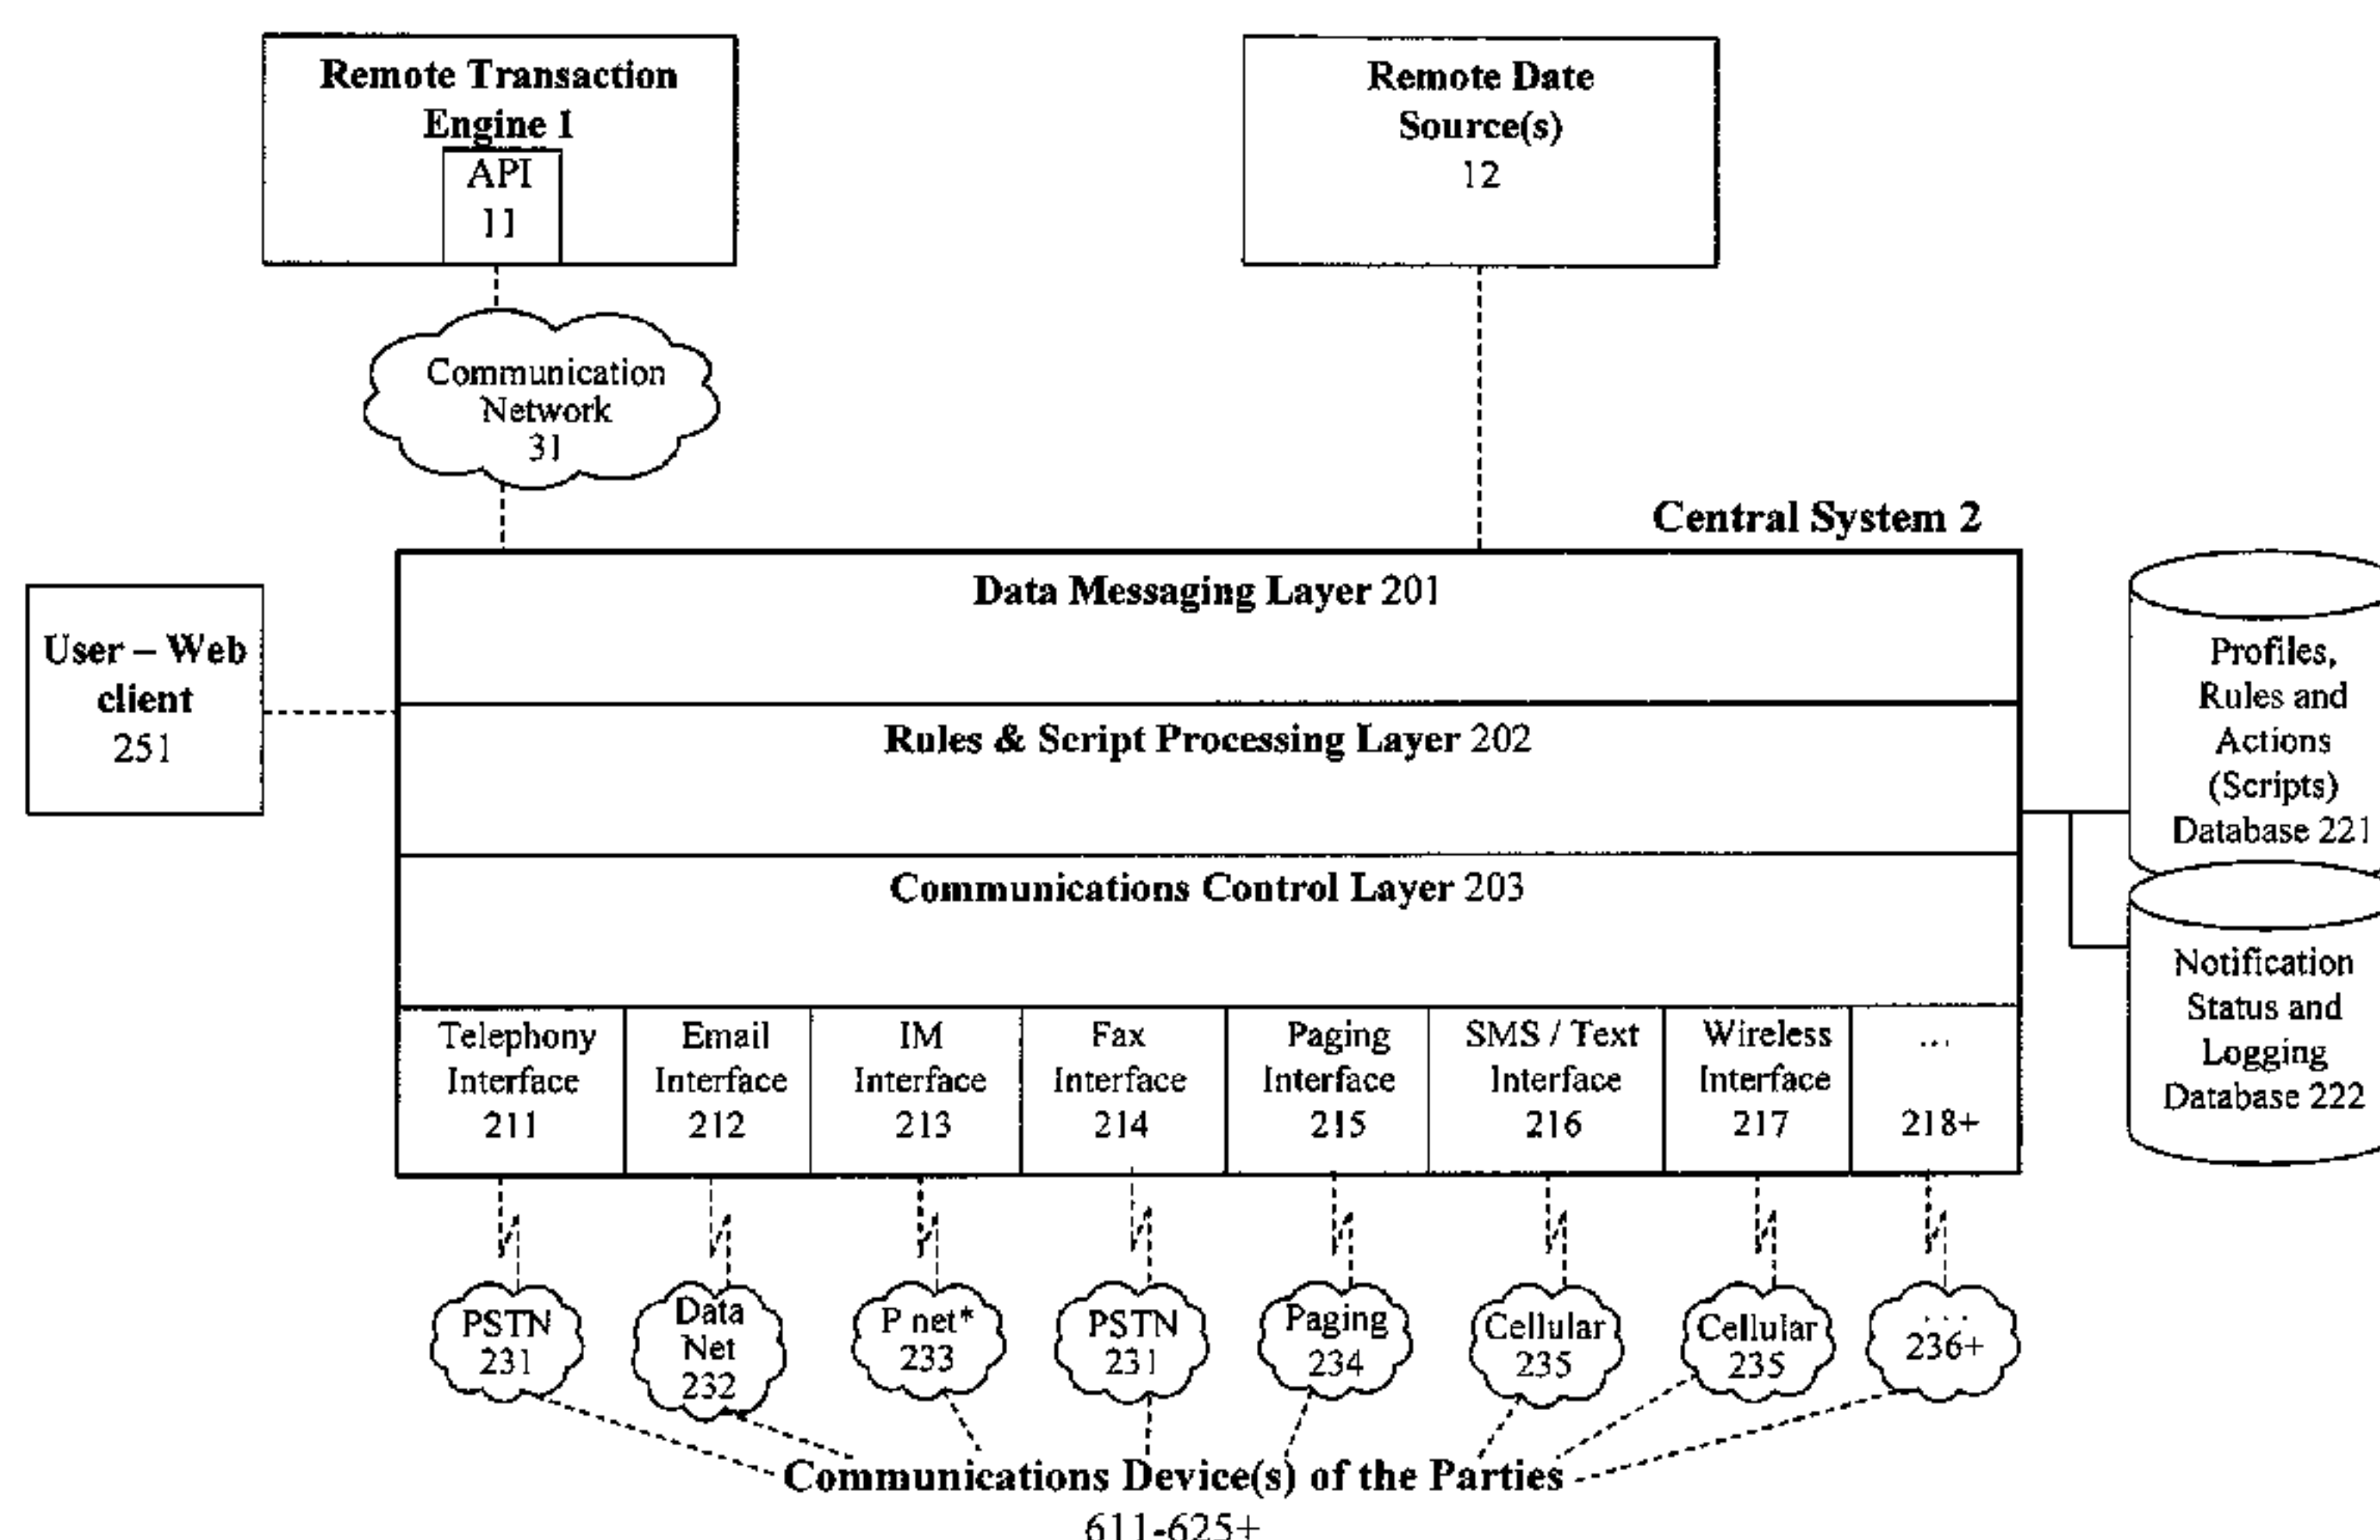 Remote Transaction
Engine 1
API
11
Remote Date
Source(s)
12
Communication
Network
31
Central System 2
User – Web
client
251
Data Messaging Layer 201
Rules & Script Processing Layer 202
Communications Control Layer 203
Profiles,
Rules and
Actions
(Scripts)
Database 221
Notification
Status and
Logging
Database 222
Telephony
Interface
211
Email
Interface
212
IM
Interface
213
Fax
Interface
214
Paging
Interface
215
SMS / Text
Interface
216
Wireless
Interface
217
...
218+
PSTN
231
Data
Net
232
P net*
233
PSTN
231
Paging
234
Cellular
235
Cellular
235
...
236+
Communications Device(s) of the Parties
611-625+